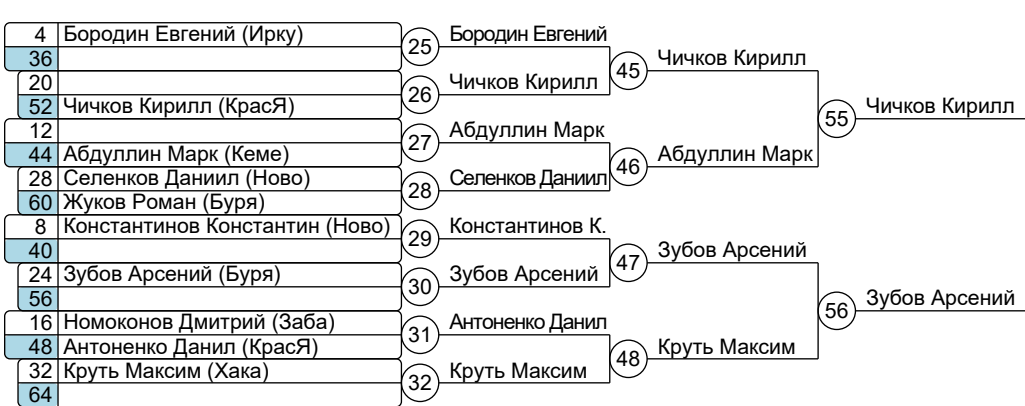 4 Бородин Евгений (Ирку)
36
20
52 Чичков Кирилл (КрасЯ)
12
44 Абдуллин Марк (Кеме)
28 Селенков Даниил (Ново)
60 Жуков Роман (Буря)
8 Константинов Константин (Ново)
40
24 Зубов Арсений (Буря)
56
16 Номоконов Дмитрий (Заба)
48 Антоненко Данил (КрасЯ)
32 Круть Максим (Хака)
64
25 Бородин Евгений
26 Чичков Кирилл
27 Абдуллин Марк
28 Селенков Даниил
29 Константинов К.
30 Зубов Арсений
31 Антоненко Данил
32 Круть Максим
45 Чичков Кирилл
46 Абдуллин Марк
47 Зубов Арсений
48 Круть Максим
55 Чичков Кирилл
56 Зубов Арсений